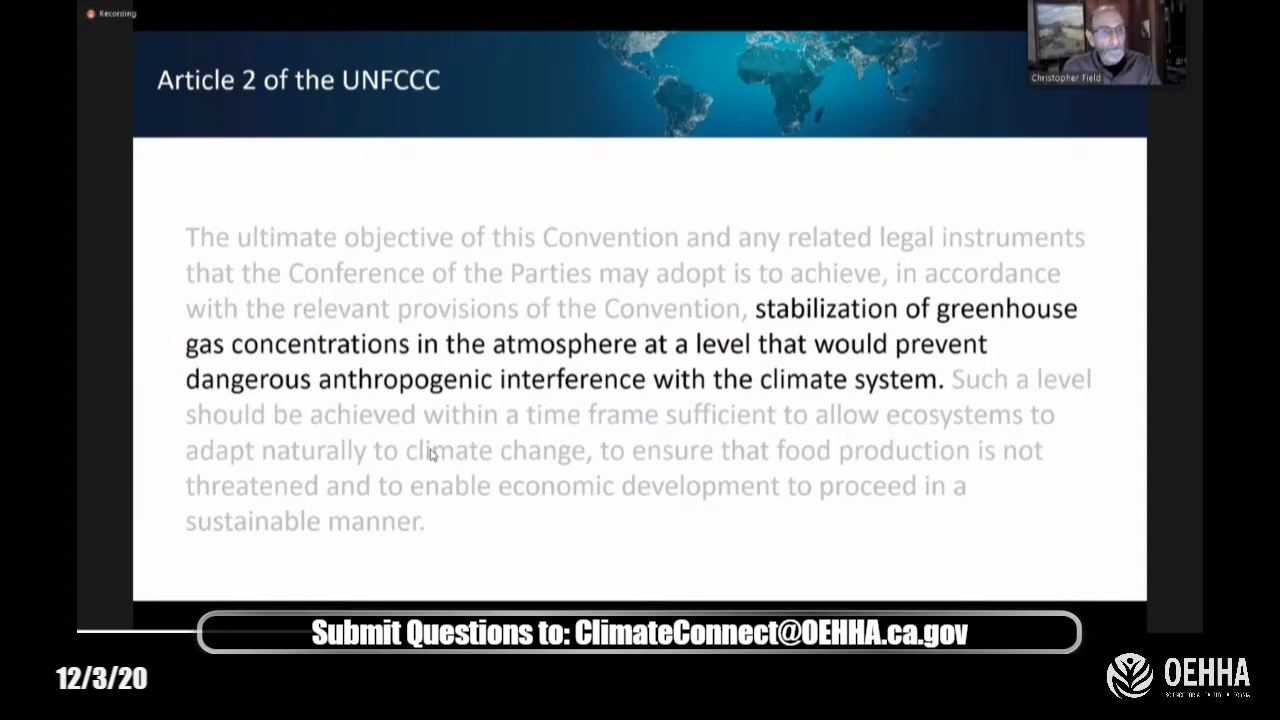 Recording
Article 2 of the UNFCCC
Christopher Field
The ultimate objective of this Convention and any related legal instruments
that the Conference of the Parties may adopt is to achieve, in accordance
with the relevant provisions of the Convention, stabilization of greenhouse
gas concentrations in the atmosphere at a level that would prevent
dangerous anthropogenic interference with the climate system. Such a level
should be achieved within a time frame sufficient to allow ecosystems to
adapt naturally to climate change, to ensure that food production is not
threatened and to enable economic development to proceed in a
sustainable manner.
Submit Questions to: ClimateConnect@OEHHA.ca.gov
12/3/20
OEHHA